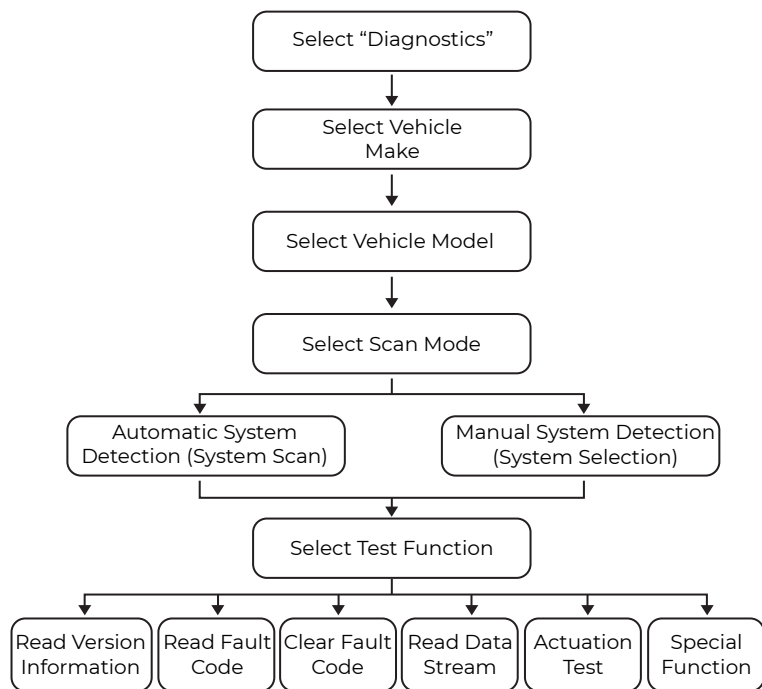 Select “Diagnostics”
Select Vehicle
Make
Select Vehicle Model
Select Scan Mode
Automatic System
Detection (System Scan)
Manual System Detection
(System Selection)
Select Test Function
Read Version
Information
Read Fault
Code
Clear Fault
Code
Read Data
Stream
Actuation
Test
Special
Function